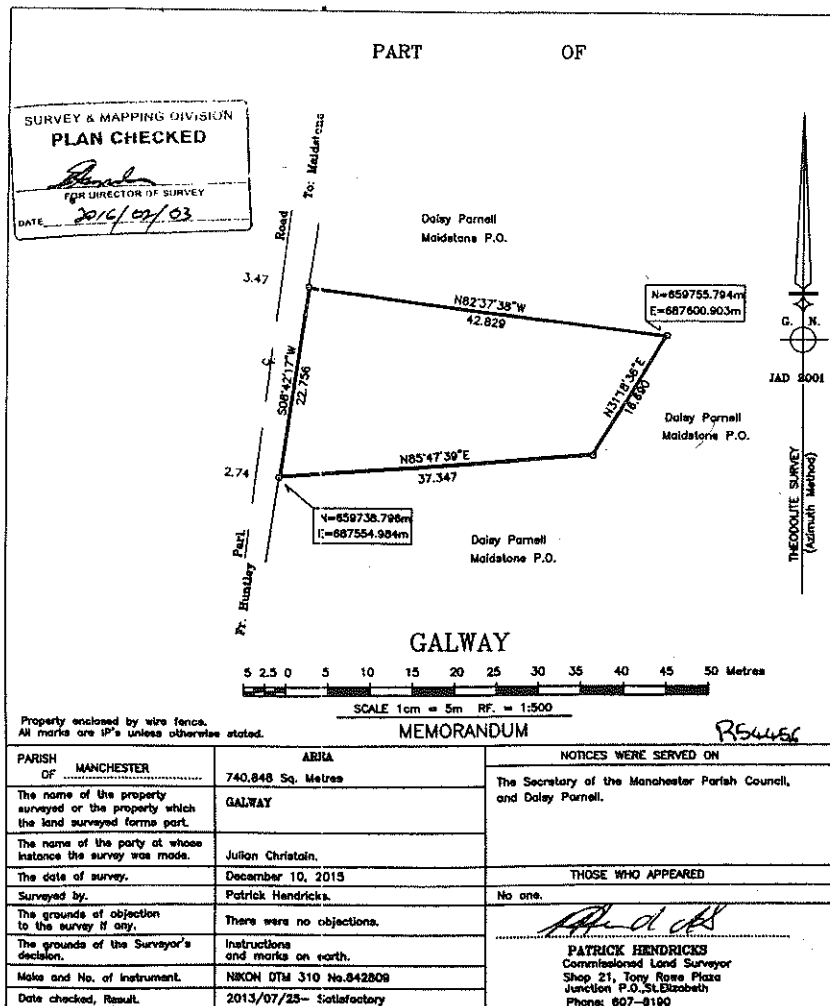 PART OF
SURVEY & MAPPING DIVISION
PLAN CHECKED
FOR DIRECTOR OF SURVEY
DATE 2016/02/03
To: Maidstone
Road
3.47
Daisy Parnell
Maidstone P.O.
N82°37'38"W
42.829
N=659755.794m
E=687600.903m
G. N.
JAD 2001
S08°42'17"W
22.756
N31°18'36"E
Daisy Parnell
Maidstone P.O.
N85°47'39"E
37.347
2.74
N=659738.796m
E=687554.984m
Daisy Parnell
Maidstone P.O.
Fr. Huntley Parl.
THEODOLITE SURVEY
(Azimuth Method)
GALWAY
5 2.5 0 5 10 15 20 25 30 35 40 45 50 Metres
SCALE 1cm = 5m RF. = 1:500
Property enclosed by wire fence.
All marks are IP's unless otherwise stated.
MEMORANDUM
R54456
PARISH OF MANCHESTER
AREA
740.848 Sq. Metres
NOTICES WERE SERVED ON
The Secretary of the Manchester Parish Council,
and Daisy Parnell.
The name of the property
surveyed or the property which
the land surveyed forms part.
GALWAY
The name of the party at whose
instance the survey was made.
Julian Christain.
The date of survey.
December 10, 2015
THOSE WHO APPEARED
Surveyed by.
Patrick Hendricks.
No one.
The grounds of objection
to the survey if any.
There were no objections.
The grounds of the Surveyor's
decision.
Instructions
and marks on earth.
PATRICK HENDRICKS
Commissioned Land Surveyor
Shop 21, Tony Rowe Plaza
Junction P.O.,St.Elizabeth
Phone: 607-8190
Make and No. of Instrument.
NIKON DTM 310 No.842809
Date checked, Result.
2013/07/25- Satisfactory